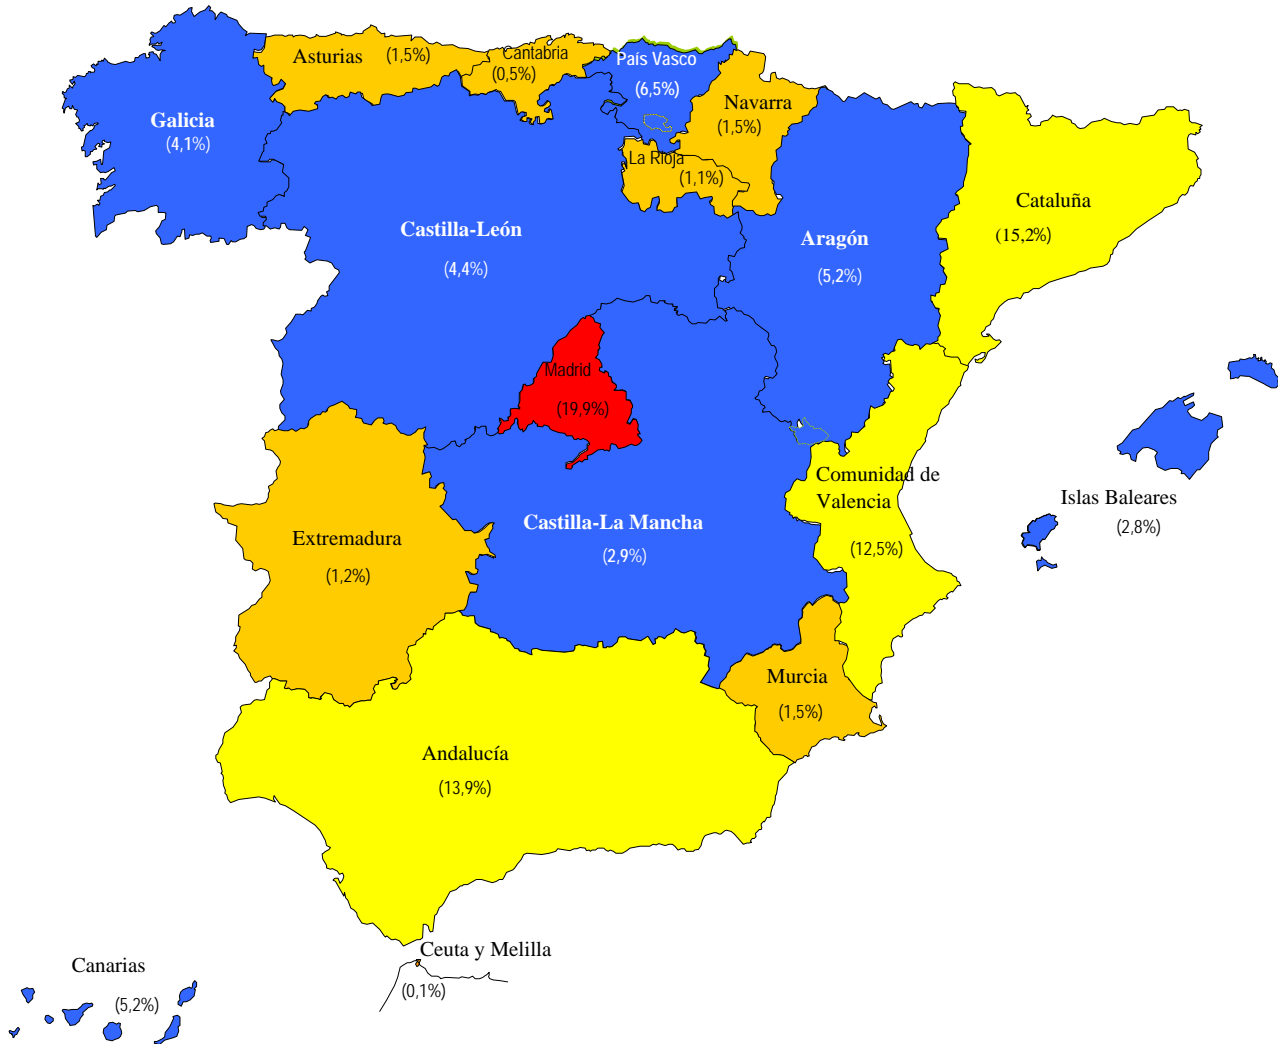 Asturias (1,5%)
Cantabria
(0,5%)
País Vasco
(6,5%)
Navarra
(1,5%)
Galicia
(4,1%)
La Rioja
(1,1%)
Cataluña
(15,2%)
Castilla-León
(4,4%)
Aragón
(5,2%)
Madrid
(19,9%)
Comunidad de
Valencia
(12,5%)
Islas Baleares
(2,8%)
Castilla-La Mancha
(2,9%)
Extremadura
(1,2%)
Murcia
(1,5%)
Andalucía
(13,9%)
Ceuta y Melilla
(0,1%)
Canarias
(5,2%)